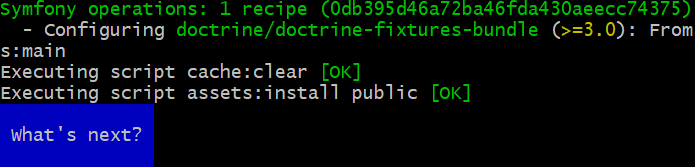 Symfony operations: 1 recipe (0db395d46a72ba46fda430aeecc74375)
  - Configuring doctrine/doctrine-fixtures-bundle (>=3.0): From
s:main
Executing script cache:clear [OK]
Executing script assets:install public [OK]
What's next?